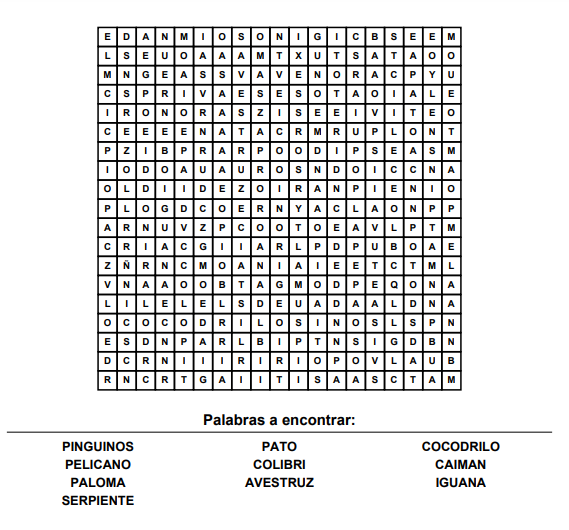 E D A N M I O S O N I G I C B S E E M
L S E U O A A A M T X U T S A T A O O
M N G E A S S V A V E N O R A C P Y U
C S P R I V A E S E S O T A O I A L E
I R O N O R A S Z I S E E I V I T E O
C E E E E N A T A C R M R U P L O N T
P Z I B P R A R P O O D I P S E A S M
I O D O A U A U R O S N D O I C C N A
O L D I I D E Z O I R A N P I E N I O
P L O G D C O E R N Y A C L A O N P P
A R N U V Z P C O O T O E A V L P T M
C R I A C G I I A R L P D P U B O A E
Z Ñ R N C M O A N I A I E E T C T M L
V N A A O O B T A G M O D P E Q O N A
L I L E L E L S D E U A D A A L D N A
O C O C O D R I L O S I N O S L S P N
E S D N P A R L B I P T N S I G D B N
D C R N I I I R I R I O P O V L A U B
R N C R T G A I I T I S A A S C T A M
Palabras a encontrar:
PINGUINOS PATO COCODRILO
PELICANO COLIBRI CAIMAN
PALOMA AVESTRUZ IGUANA
SERPIENTE